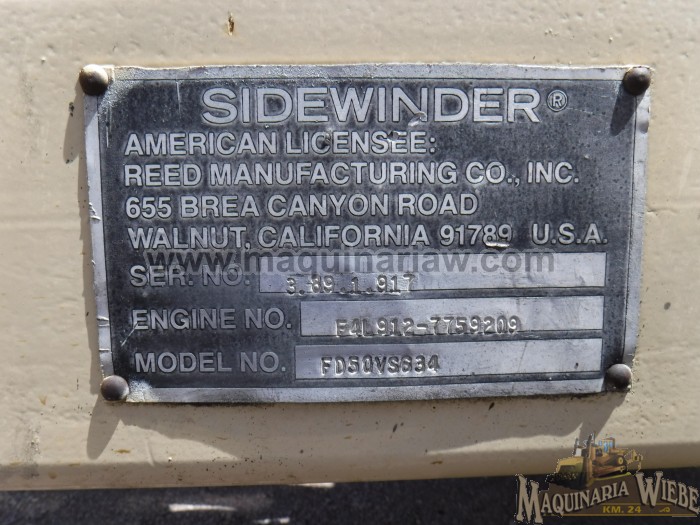 SIDEWINDER®
AMERICAN LICENSEE:
REED MANUFACTURING CO., INC.
655 BREA CANYON ROAD
WALNUT, CALIFORNIA 91789 U.S.A.
www.maquinariaw.com
SER. NO. 3.89.1.917
ENGINE NO. F4L912-7759209
MODEL NO. FD50VS634
MAQUINARIA WIEBE
KM. 24